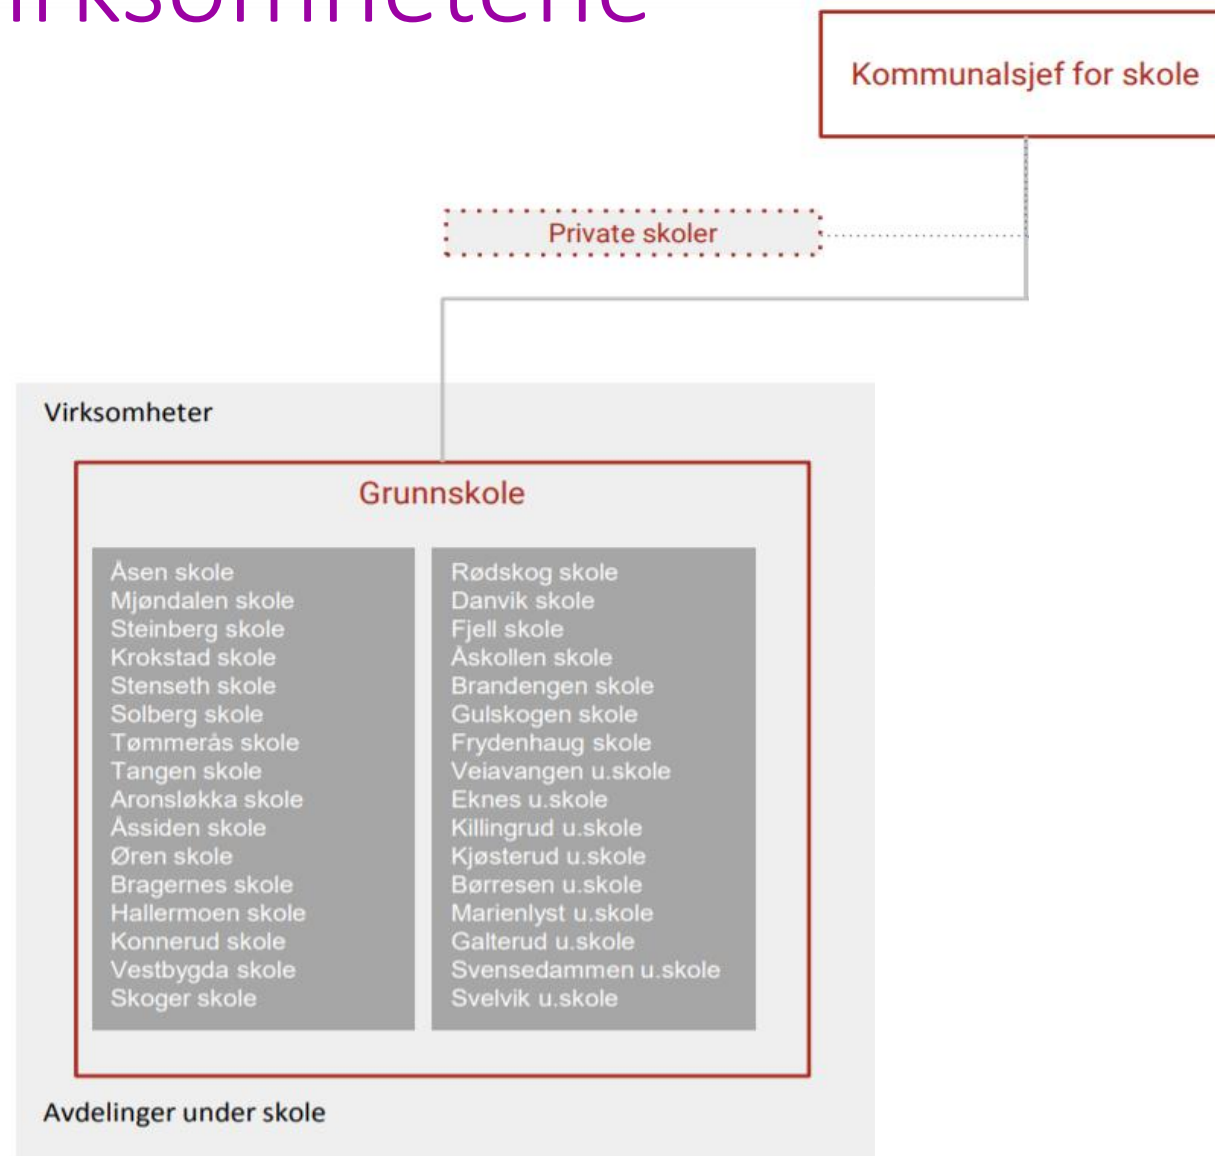 irksomhetene
Kommunalsjef for skole
Private skoler
Virksomheter
Grunnskole
Åsen skole
Mjøndalen skole
Steinberg skole
Krokstad skole
Stenseth skole
Solberg skole
Tømmerås skole
Tangen skole
Aronsløkka skole
Åssiden skole
Øren skole
Bragernes skole
Hallermoen skole
Konnerud skole
Vestbygda skole
Skoger skole
Rødskog skole
Danvik skole
Fjell skole
Åskollen skole
Brandengen skole
Gulskogen skole
Frydenhaug skole
Veiavangen u.skole
Eknes u.skole
Killingrud u.skole
Kjøsterud u.skole
Børresen u.skole
Marienlyst u.skole
Galterud u.skole
Svensedammen u.skole
Svelvik u.skole
Avdelinger under skole